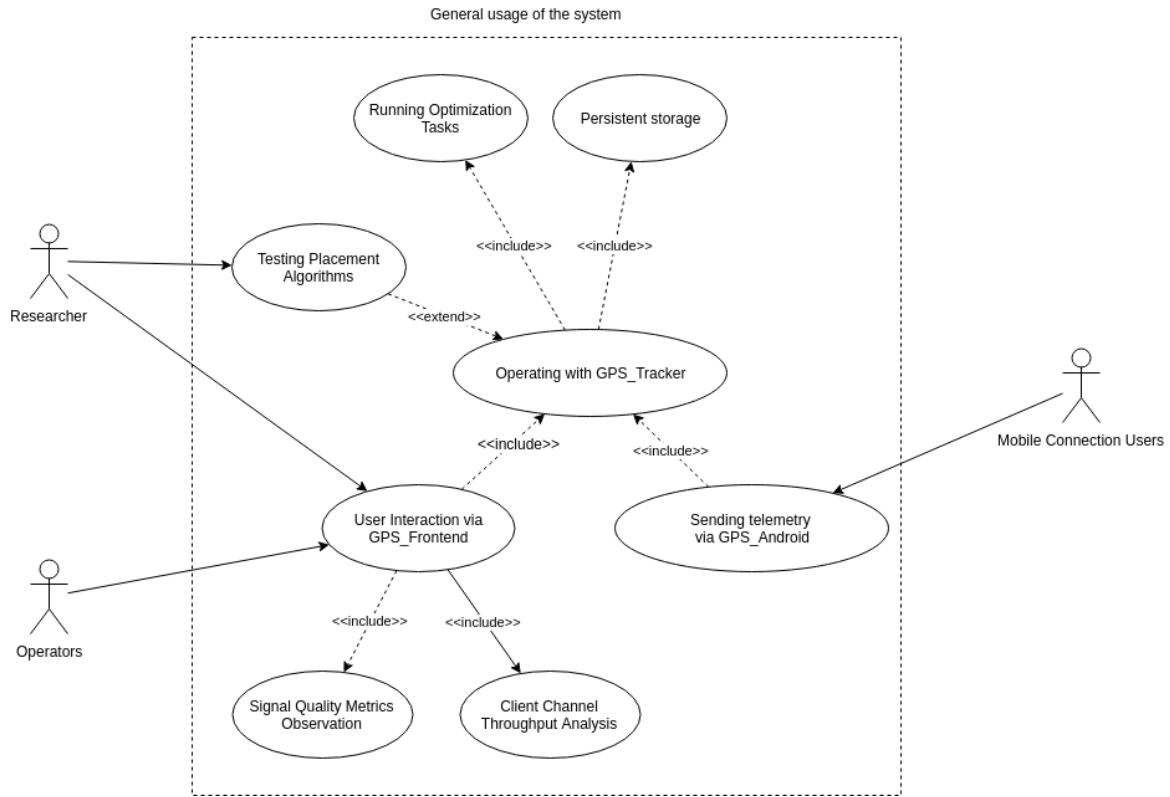 General usage of the system
Running Optimization
Tasks
Persistent storage
<<include>>
<<include>>
Testing Placement
Algorithms
<<extend>>
Researcher
Operating with GPS_Tracker
Mobile Connection Users
<<include>>
<<include>>
User Interaction via
GPS_Frontend
Sending telemetry
via GPS_Android
<<include>>
<<include>>
Operators
Signal Quality Metrics
Observation
Client Channel
Throughput Analysis